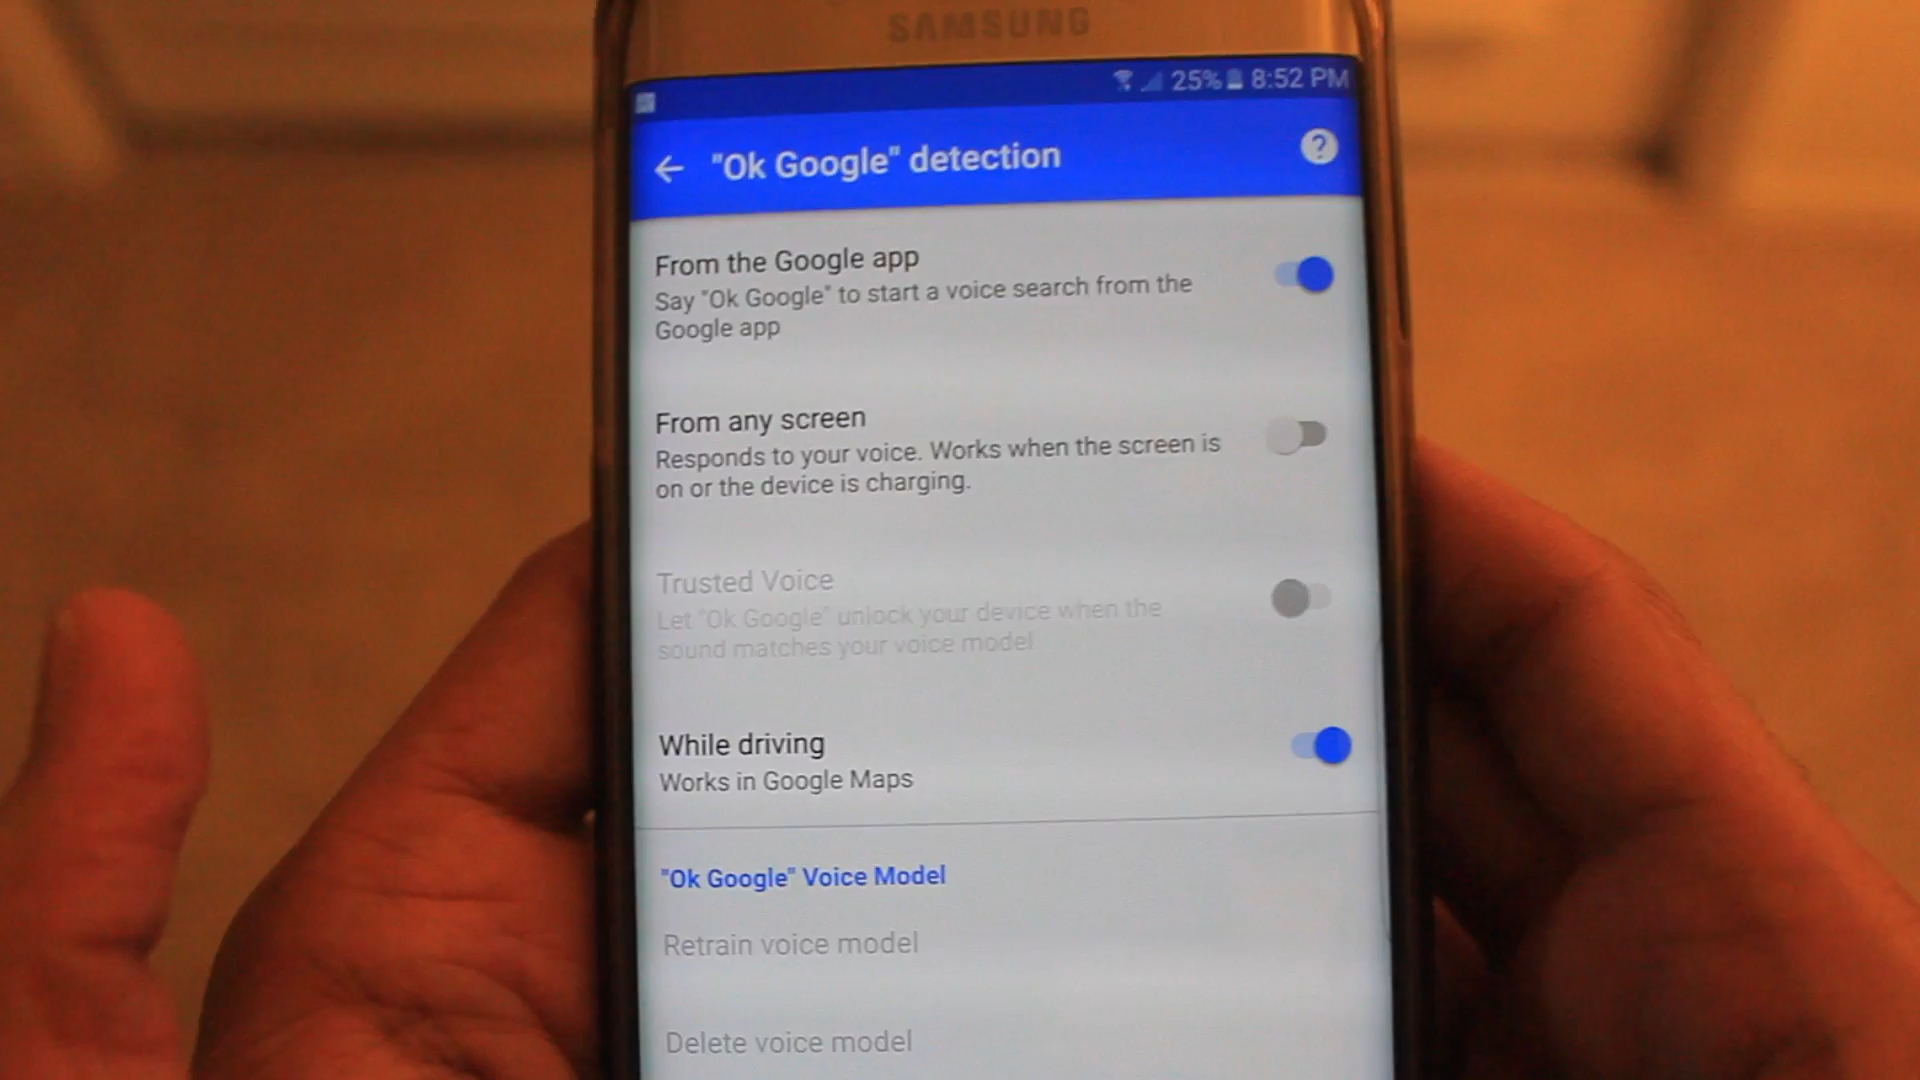 SAMSUNG
25% 8:52 PM
"Ok Google" detection
?
From the Google app
Say "Ok Google" to start a voice search from the
Google app
From any screen
Responds to your voice. Works when the screen is
on or the device is charging.
Trusted Voice
Let "Ok Google" unlock your device when the
sound matches your voice model
While driving
Works in Google Maps
"Ok Google" Voice Model
Retrain voice model
Delete voice model